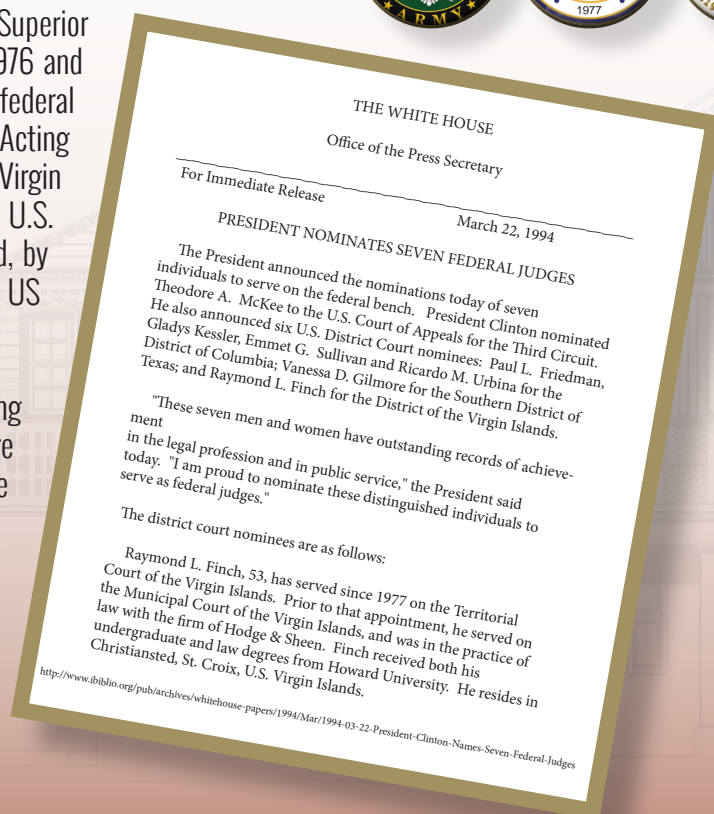 Superior
976 and
federal
Acting
Virgin
U.S.
d, by
US
ng
re
e
ARMY
1977
THE WHITE HOUSE
Office of the Press Secretary
For Immediate Release
March 22, 1994
PRESIDENT NOMINATES SEVEN FEDERAL JUDGES
The President announced the nominations today of seven
individuals to serve on the federal bench. President Clinton nominated
Theodore A. McKee to the U.S. Court of Appeals for the Third Circuit.
He also announced six U.S. District Court nominees: Paul L. Friedman,
Gladys Kessler, Emmet G. Sullivan and Ricardo M. Urbina for the
District of Columbia; Vanessa D. Gilmore for the Southern District of
Texas; and Raymond L. Finch for the District of the Virgin Islands.
"These seven men and women have outstanding records of achieve-
ment
in the legal profession and in public service," the President said
today. "I am proud to nominate these distinguished individuals to
serve as federal judges."
The district court nominees are as follows:
Raymond L. Finch, 53, has served since 1977 on the Territorial
Court of the Virgin Islands. Prior to that appointment, he served on
the Municipal Court of the Virgin Islands, and was in the practice of
law with the firm of Hodge & Sheen. Finch received both his
undergraduate and law degrees from Howard University. He resides in
Christiansted, St. Croix, U.S. Virgin Islands.
http://www.ibiblio.org/pub/archives/whitehouse-papers/1994/Mar/1994-03-22-President-Clinton-Names-Seven-Federal-Judges